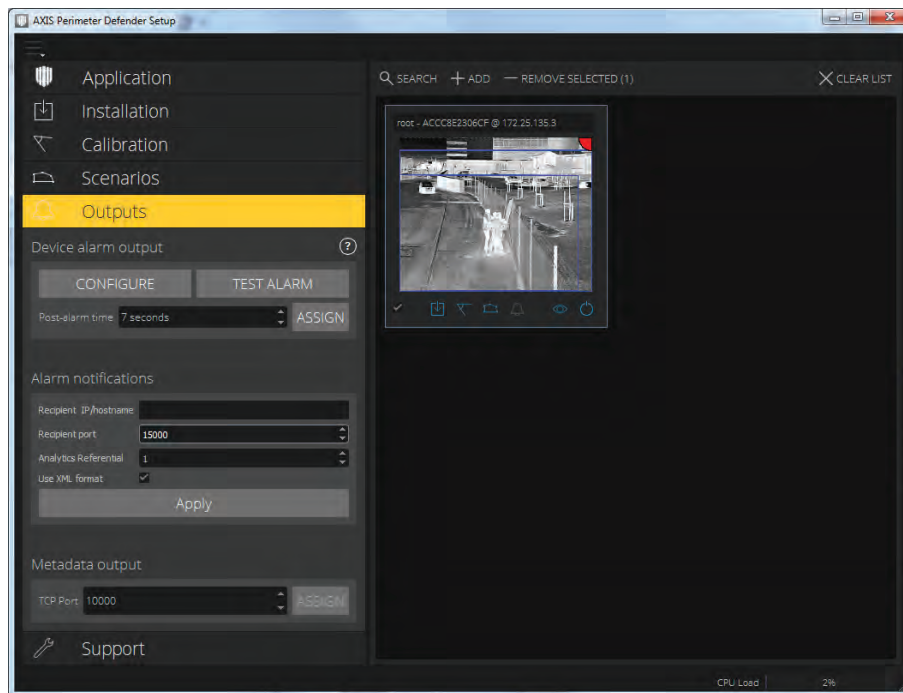 AXIS Perimeter Defender Setup
Application
Installation
Calibration
Scenarios
Outputs
Device alarm output
?
CONFIGURE
TEST ALARM
Post-alarm time 7 seconds
ASSIGN
Alarm notifications
Recipient IP/hostname
Recipient port 15000
Analytics Referential 1
Use XML format
Apply
Metadata output
TCP Port 10000
ASSIGN
Support
SEARCH ADD REMOVE SELECTED (1) CLEAR LIST
root - ACCC8E2306CF @ 172.25.135.3
CPU Load 2%